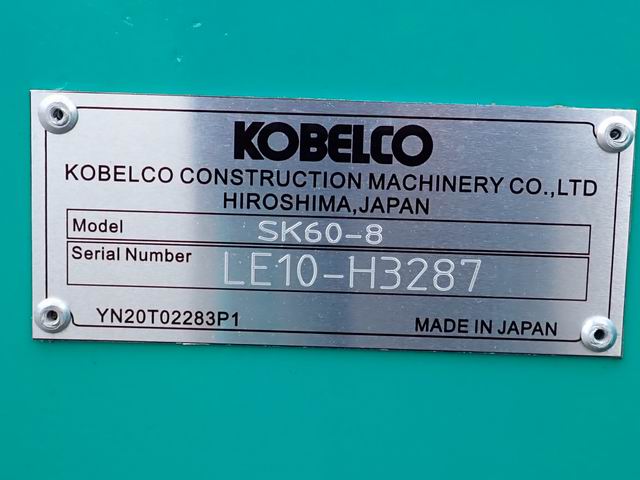 KOBELCO
KOBELCO CONSTRUCTION MACHINERY CO.,LTD
HIROSHIMA,JAPAN
Model SK60-8
Serial Number LE10-H3287
YN20T02283P1 MADE IN JAPAN